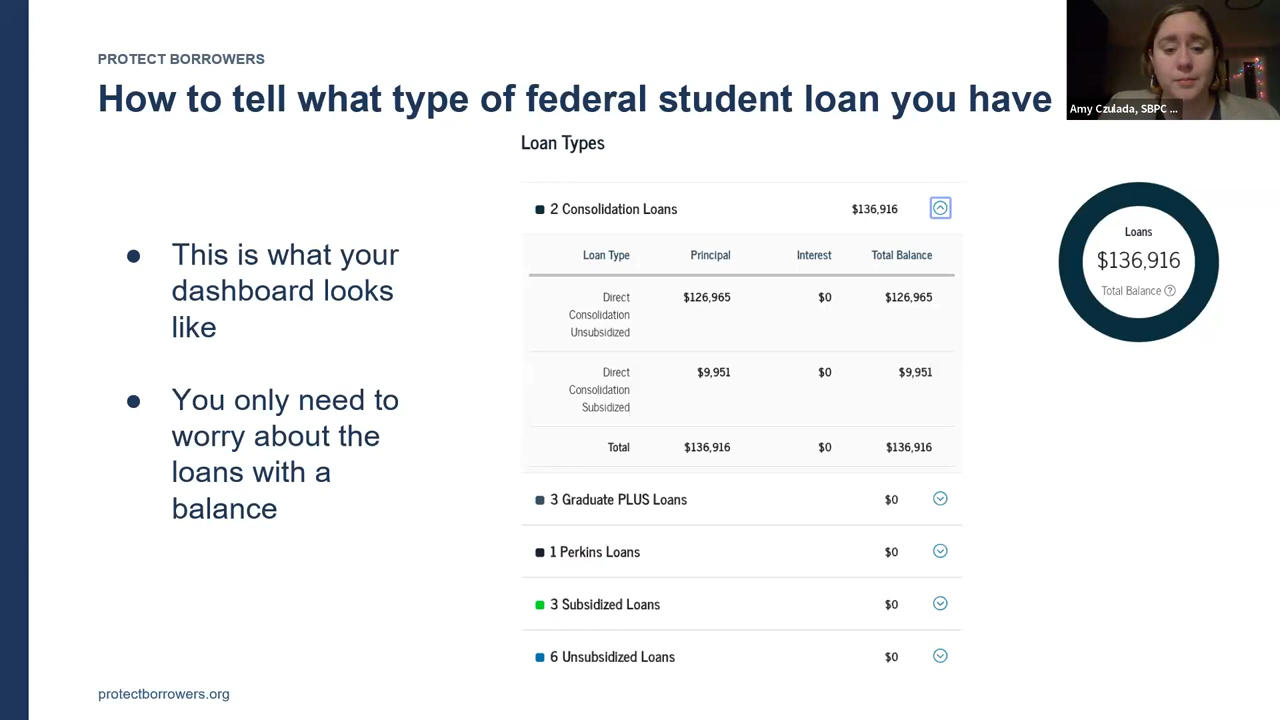 PROTECT BORROWERS
How to tell what type of federal student loan you have
Amy Czulada, SBPC ...
Loan Types
● This is what your
dashboard looks
like
● You only need to
worry about the
loans with a
balance
2 Consolidation Loans $136,916
Loan Type Principal Interest Total Balance
Direct
Consolidation
Unsubsidized
$126,965 $0 $126,965
Direct
Consolidation
Subsidized
$9,951 $0 $9,951
Total $136,916 $0 $136,916
3 Graduate PLUS Loans $0
1 Perkins Loans $0
3 Subsidized Loans $0
6 Unsubsidized Loans $0
Loans
$136,916
Total Balance ?
protectborrowers.org